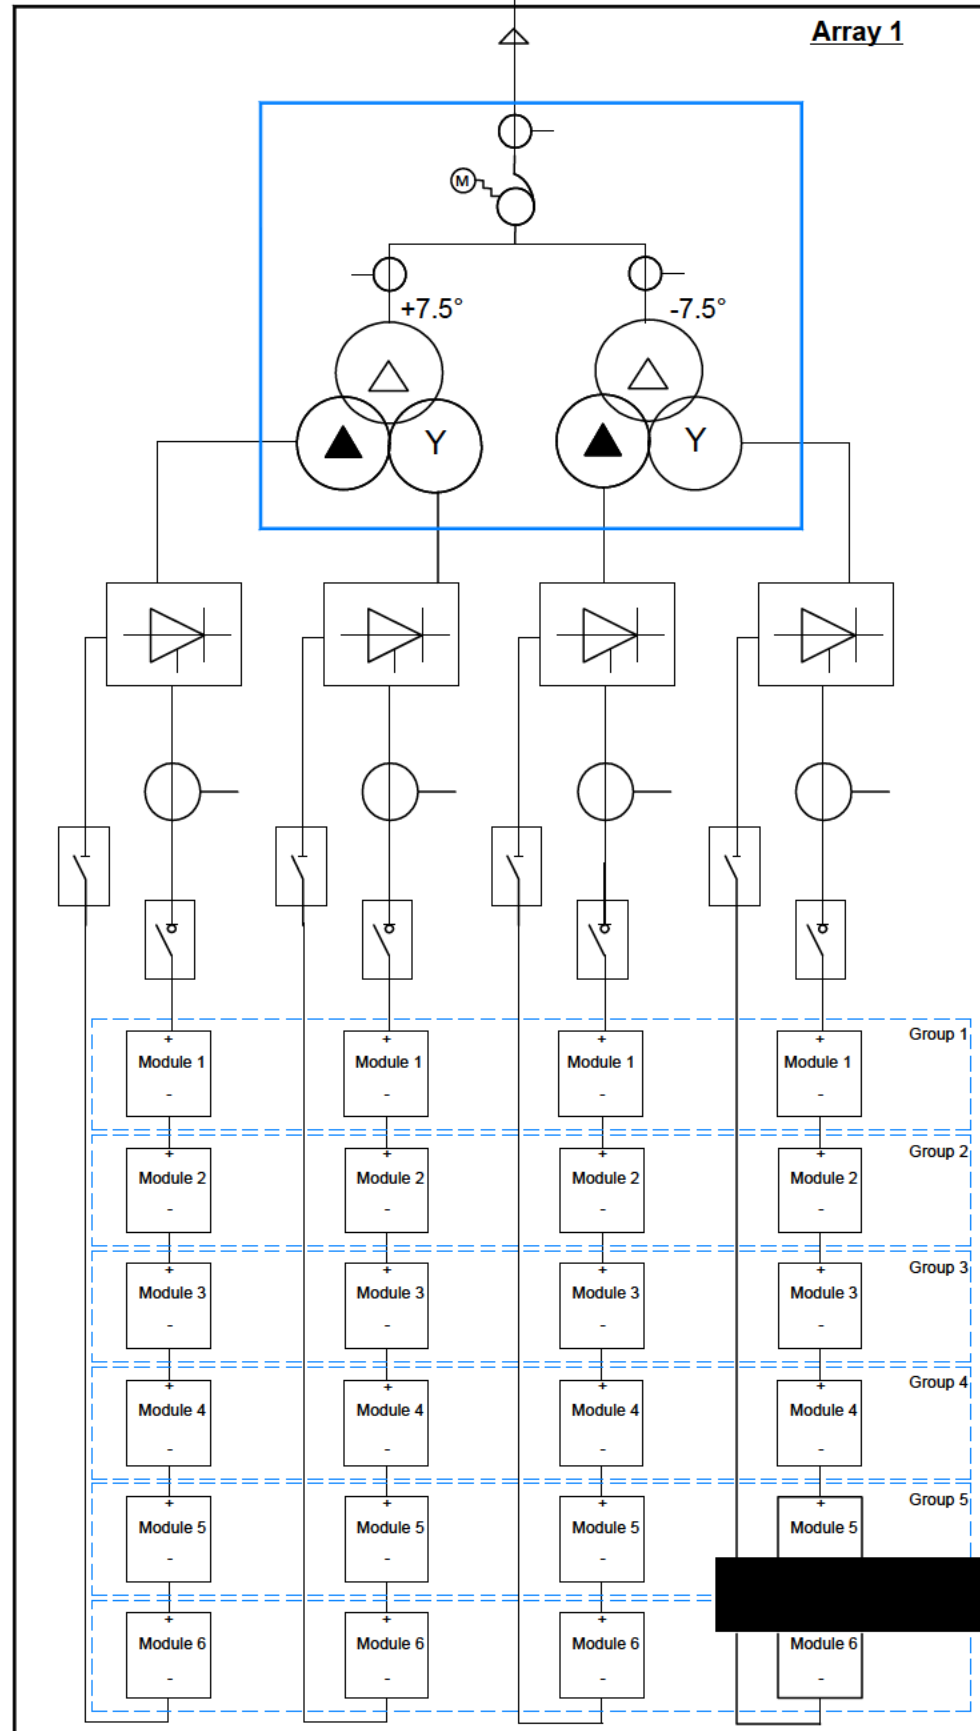 Array 1
M
+7.5°
-7.5°
Y
Y
Group 1
+ + + +
Module 1 Module 1 Module 1 Module 1
- - - -
Group 2
+ + + +
Module 2 Module 2 Module 2 Module 2
- - - -
Group 3
+ + + +
Module 3 Module 3 Module 3 Module 3
- - - -
Group 4
+ + + +
Module 4 Module 4 Module 4 Module 4
- - - -
Group 5
+ + + +
Module 5 Module 5 Module 5 Module 5
- - -
+ + +
Module 6 Module 6 Module 6 Module 6
- - - -